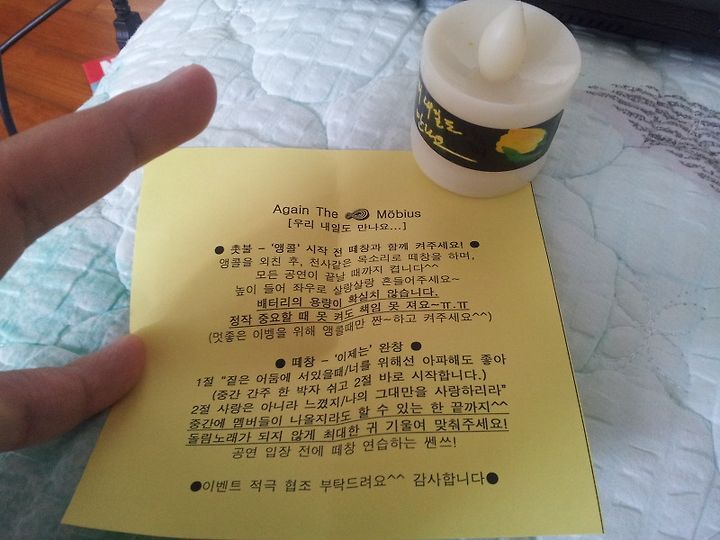 내일도
만나요
Again The Möbius
[우리 내일도 만나요...]
● 촛불 - '앵콜' 시작 전 떼창과 함께 켜주세요! ●
앵콜을 외친 후, 천사같은 목소리로 떼창을 하며,
모든 공연이 끝날 때까지 켭니다^^
높이 들어 좌우로 살랑살랑 흔들어주세요~
배터리의 용량이 확실치 않습니다.
정작 중요할 때 못 켜도 책임 못 져요~ㅠ.ㅠ
(멋좋은 이벵을 위해 앵콜때만 짠~하고 켜주세요^^)
● 떼창 - '이제는' 완창 ●
1절 "짙은 어둠에 서있을때/너를 위해선 아파해도 좋아
(중간 간주 한 박자 쉬고 2절 바로 시작합니다.)
2절 사랑은 아니라 느꼈지/나의 그대만을 사랑하리라"
중간에 멤버들이 나올지라도 할 수 있는 한 끝까지^^
돌림노래가 되지 않게 최대한 귀 기울여 맞춰주세요!
공연 입장 전에 떼창 연습하는 쎈쓰!
●이벤트 적극 협조 부탁드려요^^ 감사합니다●